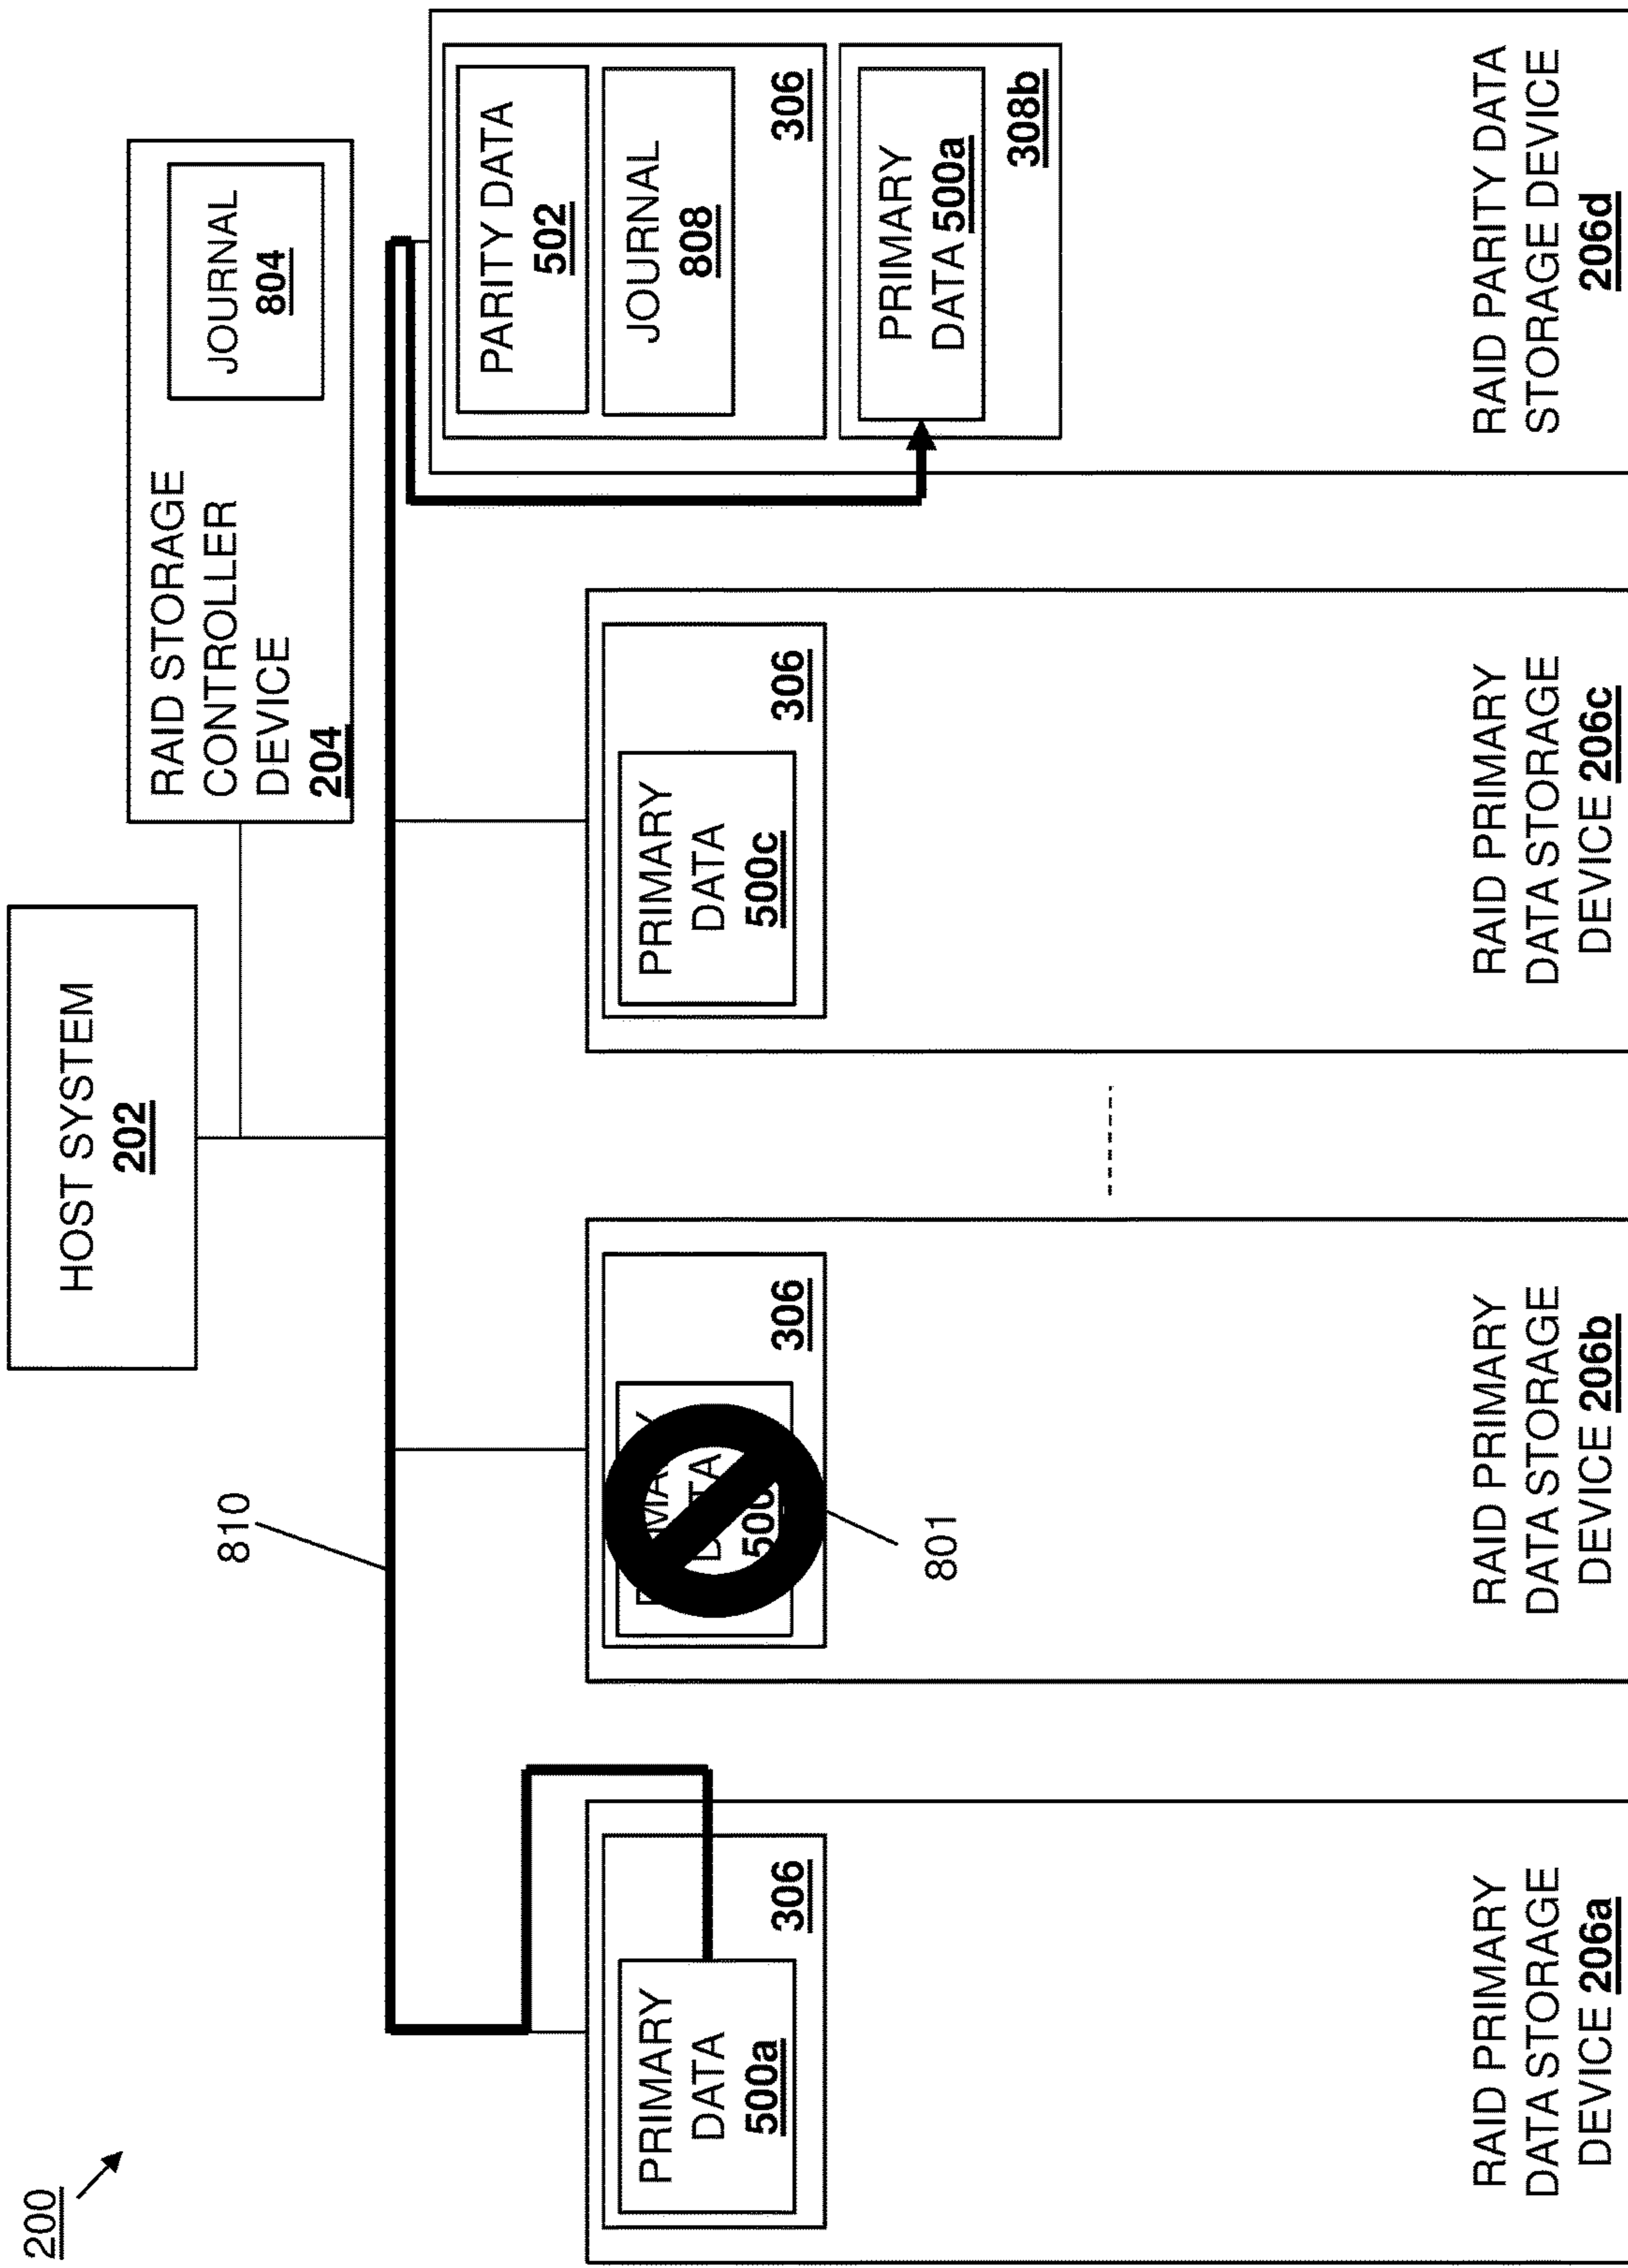 200
HOST SYSTEM
202
RAID STORAGE
CONTROLLER
DEVICE
204
JOURNAL
804
810
PRIMARY
DATA
500a
306
RAID PRIMARY
DATA STORAGE
DEVICE 206a
306
801
RAID PRIMARY
DATA STORAGE
DEVICE 206b
PRIMARY
DATA
500c
306
RAID PRIMARY
DATA STORAGE
DEVICE 206c
PARITY DATA
502
JOURNAL
808
306
PRIMARY
DATA 500a
308b
RAID PARITY DATA
STORAGE DEVICE
206d